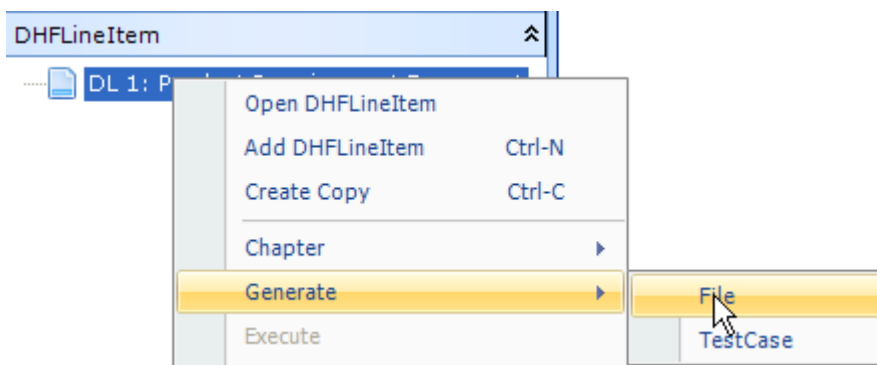 DHFLineItem
DL 1: P
Open DHFLineItem
Add DHFLineItem Ctrl-N
Create Copy Ctrl-C
Chapter
Generate
File
Execute
TestCase